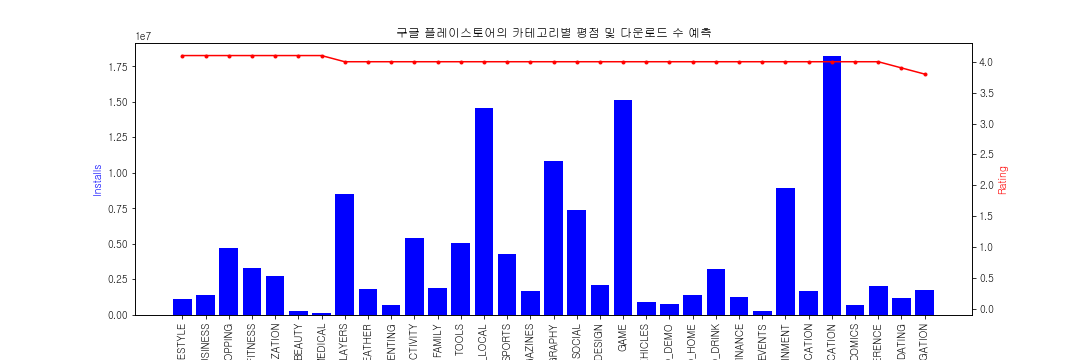 구글 플레이스토어의 카테고리별 평점 및 다운로드 수 예측
1e7
1.75
1.50
1.25
1.00
0.75
0.50
0.25
0.00
Installs
4.0
3.5
3.0
2.5
2.0
1.5
1.0
0.5
0.0
Rating
ESTYLE
USINESS
OPPING
FITNESS
ZATION
BEAUTY
EDICAL
LAYERS
EATHER
ENTING
CTIVITY
FAMILY
TOOLS
LOCAL
SPORTS
AZINES
RAPHY
SOCIAL
DESIGN
GAME
HICLES
_DEMO
_HOME
_DRINK
INANCE
EVENTS
INMENT
CATION
CATION
COMICS
ERENCE
DATING
GATION